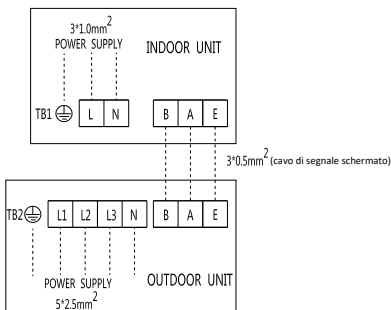 3*1.0mm²
POWER SUPPLY
INDOOR UNIT
TB1 L N B A E
3*0.5mm² (cavo di segnale schermato)
TB2 L1 L2 L3 N B A E
POWER SUPPLY
5*2.5mm²
OUTDOOR UNIT